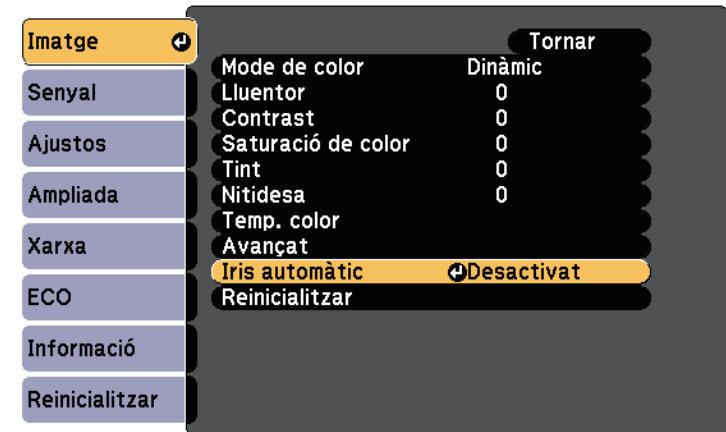 Imatge
Senyal
Ajustos
Ampliada
Xarxa
ECO
Informació
Reinicialitzar
Tornar
Mode de color Dinàmic
Lluentor 0
Contrast 0
Saturació de color 0
Tint 0
Nitidesa 0
Temp. color
Avançat
Iris automàtic Desactivat
Reinicialitzar